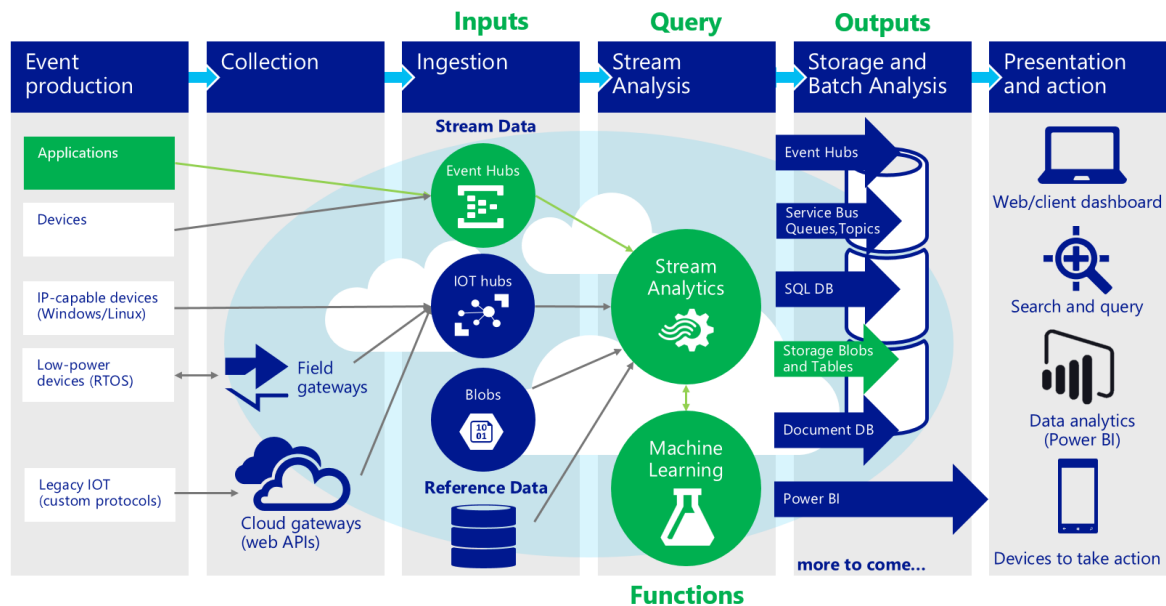 Inputs
Query
Outputs
Event
production
Collection
Ingestion
Stream
Analysis
Storage and
Batch Analysis
Presentation
and action
Applications
Devices
IP-capable devices
(Windows/Linux)
Low-power
devices (RTOS)
Legacy IOT
(custom protocols)
Field
gateways
Cloud gateways
(web APIs)
Stream Data
Event Hubs
IOT hubs
Blobs
10
01
Reference Data
Stream
Analytics
Machine
Learning
Functions
Event Hubs
Service Bus
Queues,Topics
SQL DB
Storage Blobs
and Tables
Document DB
Power BI
more to come...
Web/client dashboard
Search and query
Data analytics
(Power BI)
Devices to take action